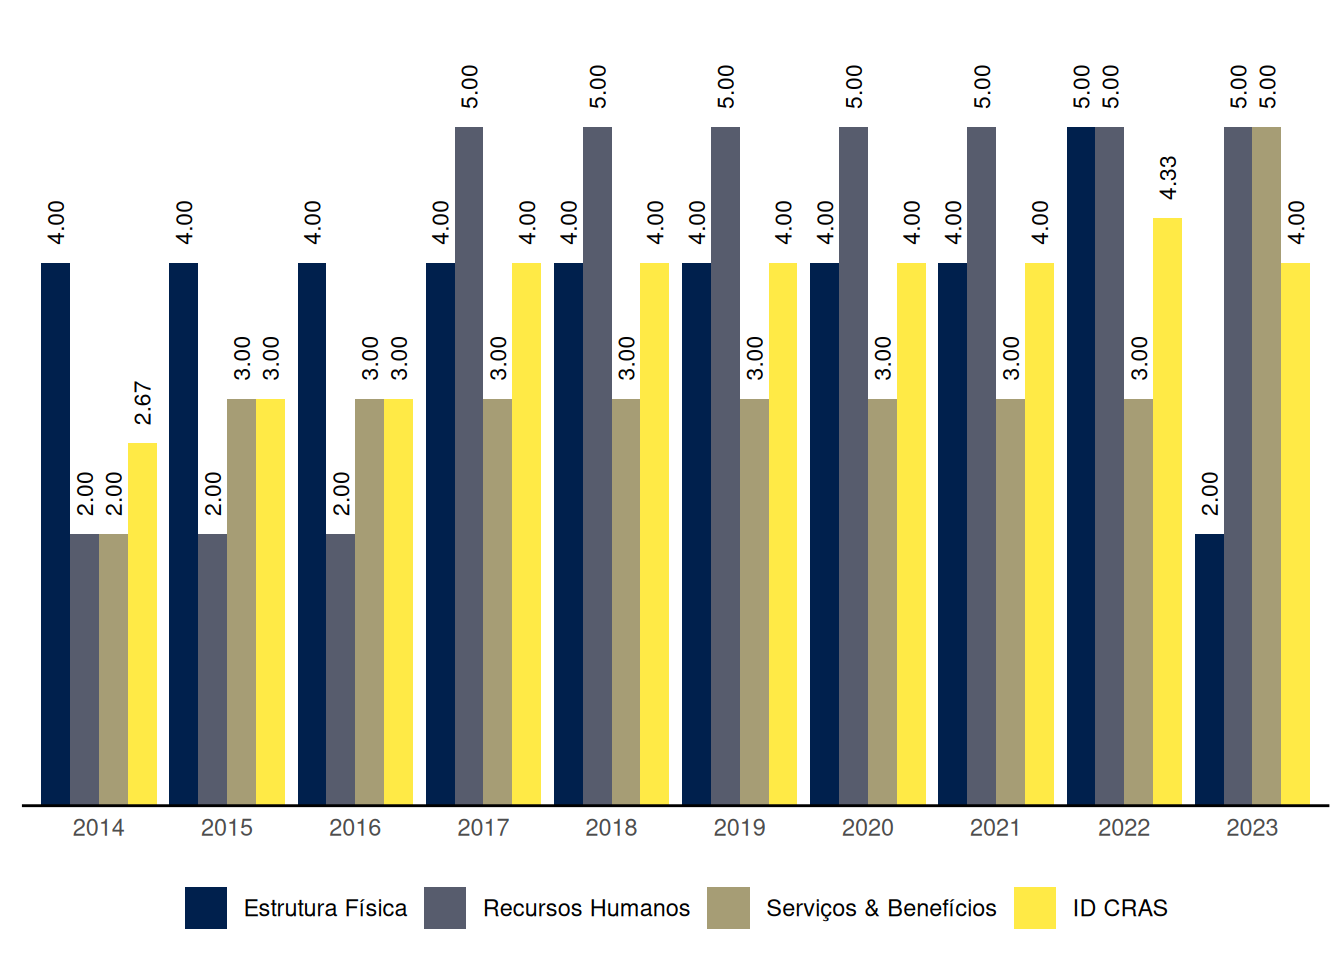 4.00 2.00 2.00 2.67 4.00 2.00 3.00 3.00 4.00 2.00 3.00 3.00 4.00 5.00 3.00 4.00 4.00 5.00 3.00 4.00 4.00 5.00 3.00 4.00 4.00 5.00 3.00 4.00 4.00 5.00 3.00 4.00 5.00 5.00 3.00 4.33 2.00 5.00 5.00 4.00
2014 2015 2016 2017 2018 2019 2020 2021 2022 2023
Estrutura Física Recursos Humanos Serviços & Benefícios ID CRAS